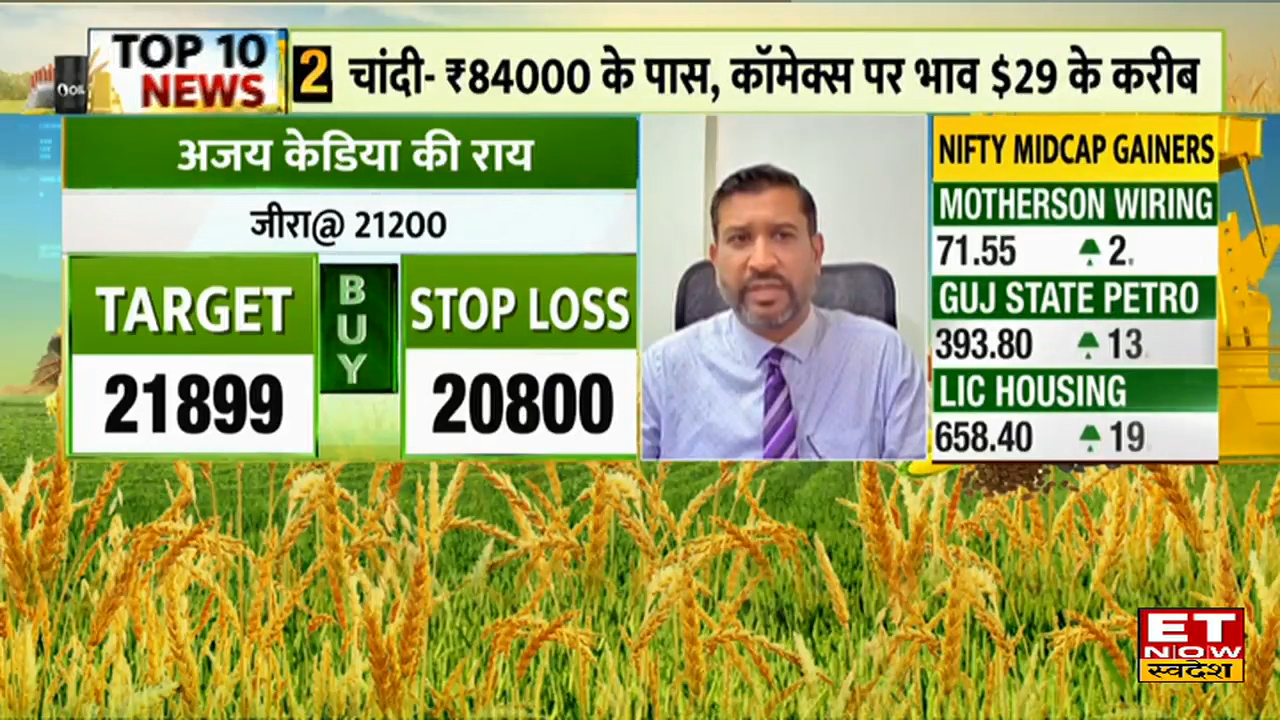 TOP 10
NEWS
2 चांदी- ₹84000 के पास, कॉमेक्स पर भाव $29 के करीब
OIL
अजय केडिया की राय
जीरा@ 21200
TARGET
BUY
STOP LOSS
21899
20800
NIFTY MIDCAP GAINERS
MOTHERSON WIRING
71.55 2.
GUJ STATE PETRO
393.80 13.
LIC HOUSING
658.40 19.
ET
NOW
स्वदेश